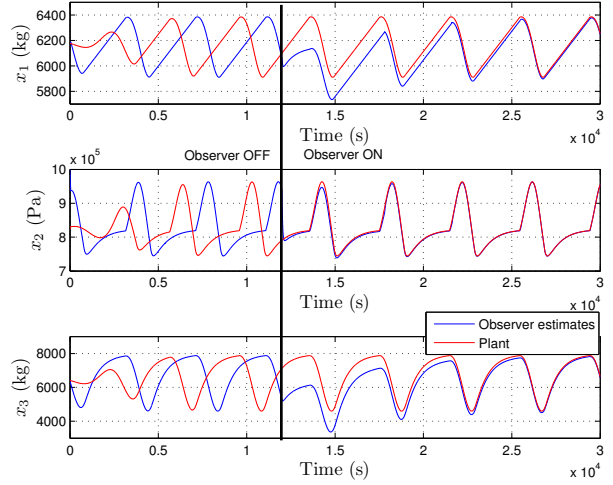 x1 (kg)
6400
6200
6000
5800
0 0.5 1 1.5 2 2.5 3
Time (s)
x 10^4
x 10^5
Observer OFF
Observer ON
x2 (Pa)
10
9
8
7
0 0.5 1 1.5 2 2.5 3
Time (s)
x 10^4
Observer estimates
Plant
x3 (kg)
8000
6000
4000
0 0.5 1 1.5 2 2.5 3
Time (s)
x 10^4